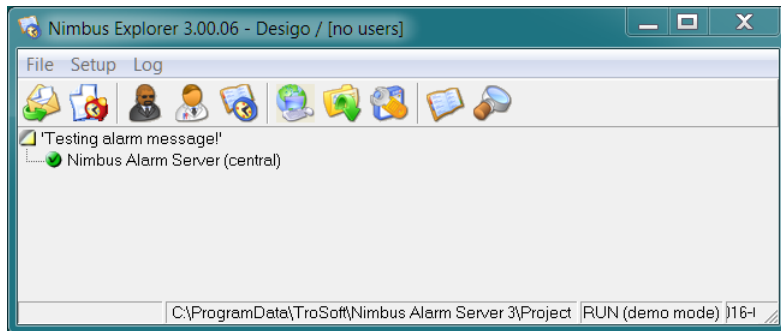 Nimbus Explorer 3.00.06 - Desigo / [no users]
File Setup Log
'Testing alarm message!'
Nimbus Alarm Server (central)
C:\ProgramData\TroSoft\Nimbus Alarm Server 3\Project RUN (demo mode)